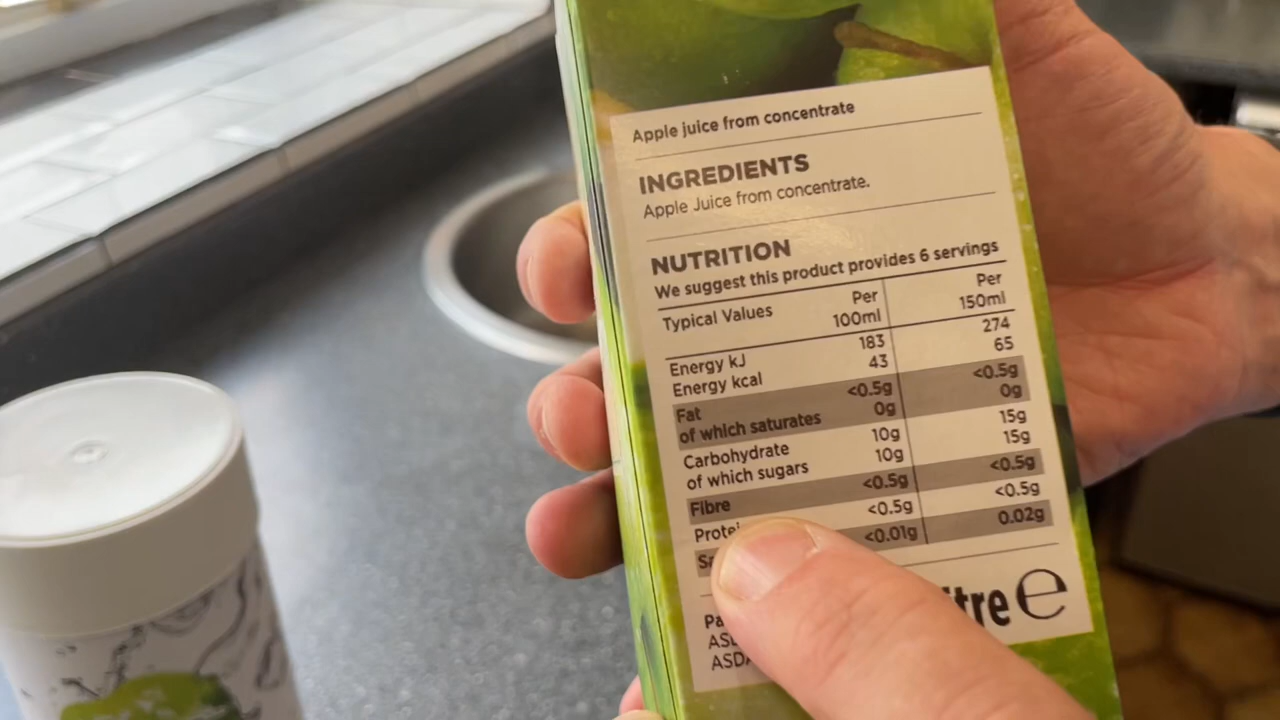 Apple juice from concentrate
INGREDIENTS
Apple Juice from concentrate.
NUTRITION
We suggest this product provides 6 servings
Typical Values Per 100ml Per 150ml
Energy kJ 183 274
Energy kcal 43 65
Fat <0.5g <0.5g
of which saturates 0g 0g
Carbohydrate 10g 15g
of which sugars 10g 15g
Fibre <0.5g <0.5g
<0.5g <0.5g
<0.01g 0.02g
℮
ASDA